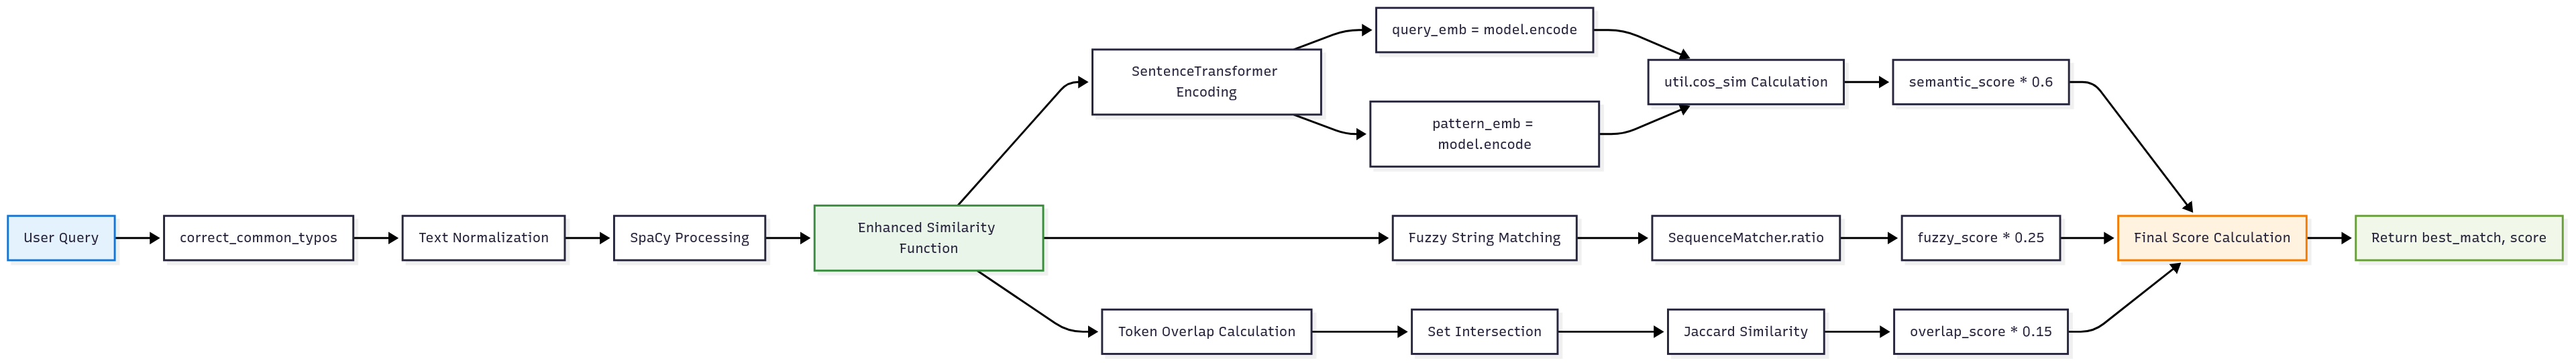 User Query
correct_common_typos
Text Normalization
SpaCy Processing
Enhanced Similarity
Function
SentenceTransformer
Encoding
query_emb = model.encode
pattern_emb =
model.encode
util.cos_sim Calculation
semantic_score * 0.6
Fuzzy String Matching
SequenceMatcher.ratio
fuzzy_score * 0.25
Token Overlap Calculation
Set Intersection
Jaccard Similarity
overlap_score * 0.15
Final Score Calculation
Return best_match, score